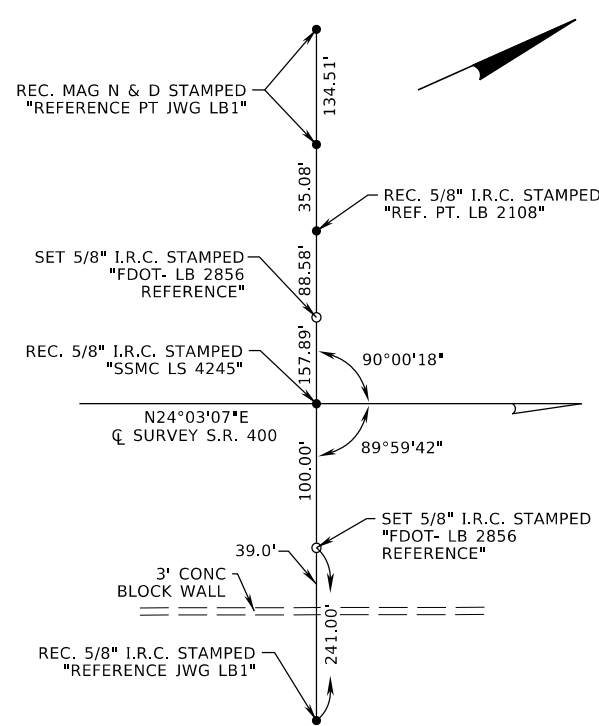 134.51'
REC. MAG N & D STAMPED
"REFERENCE PT JWG LB1"
35.08'
REC. 5/8" I.R.C. STAMPED
"REF. PT. LB 2108"
SET 5/8" I.R.C. STAMPED
"FDOT- LB 2856
REFERENCE"
88.58'
REC. 5/8" I.R.C. STAMPED
"SSMC LS 4245"
157.89'
90°00'18"
N24°03'07"E
℄ SURVEY S.R. 400
89°59'42"
100.00'
SET 5/8" I.R.C. STAMPED
"FDOT- LB 2856
REFERENCE"
39.0'
3' CONC
BLOCK WALL
241.00'
REC. 5/8" I.R.C. STAMPED
"REFERENCE JWG LB1"